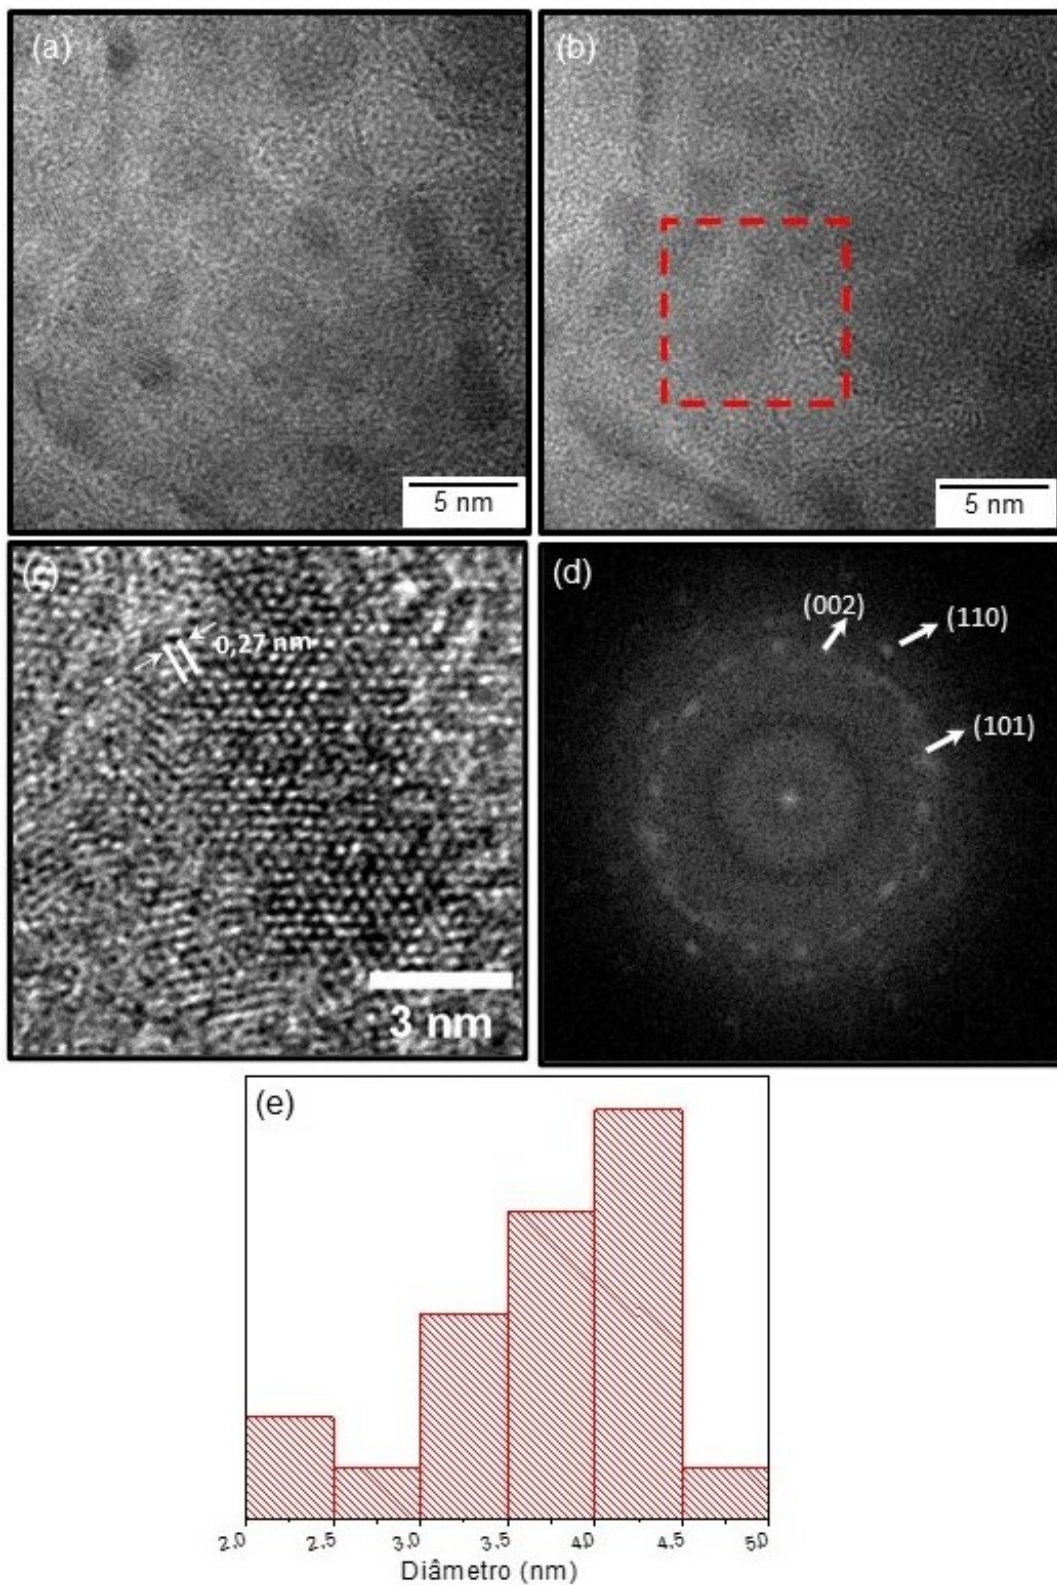 (a)
(b)
5 nm
5 nm
(c)
0,27 nm
3 nm
(d)
(002)
(110)
(101)
(e)
2,0 2,5 3,0 3,5 4,0 4,5 5,0
Diâmetro (nm)